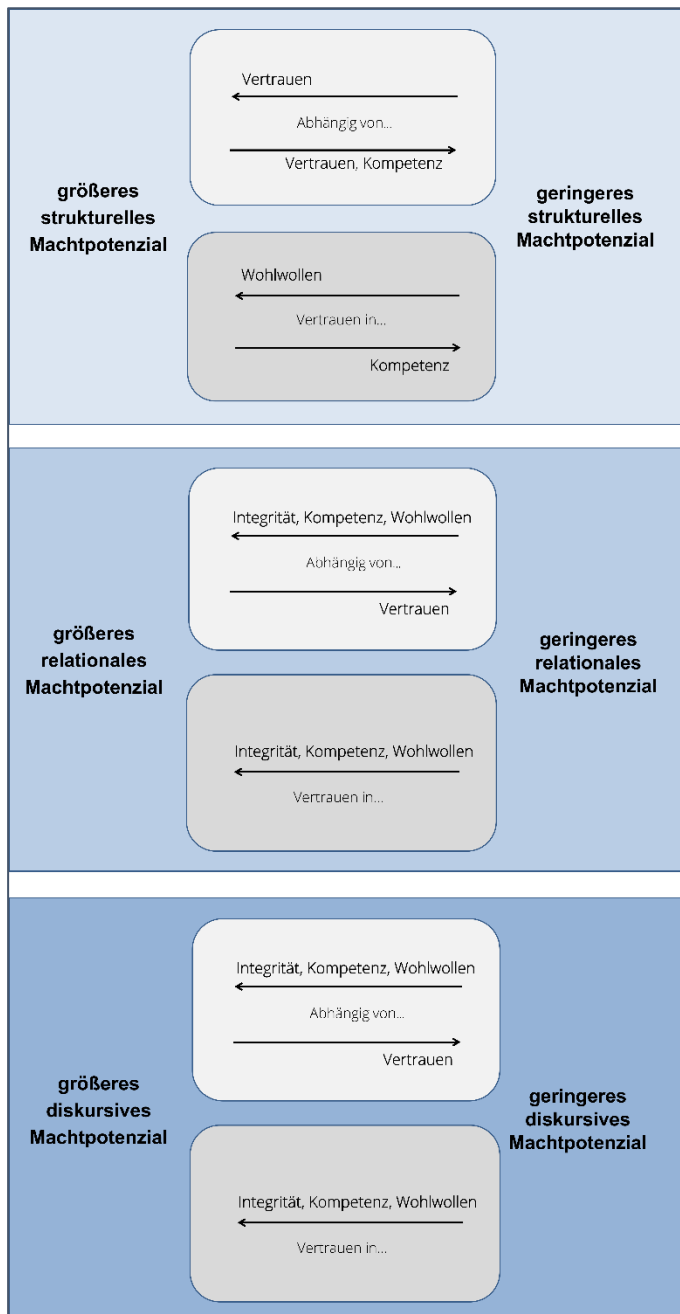 Vertrauen
Abhängig von...
Vertrauen, Kompetenz
größeres
strukturelles
Machtpotenzial
geringeres
strukturelles
Machtpotenzial
Wohlwollen
Vertrauen in...
Kompetenz
Integrität, Kompetenz, Wohlwollen
Abhängig von...
Vertrauen
größeres
relationales
Machtpotenzial
geringeres
relationales
Machtpotenzial
Integrität, Kompetenz, Wohlwollen
Vertrauen in...
Integrität, Kompetenz, Wohlwollen
Abhängig von...
Vertrauen
größeres
diskursives
Machtpotenzial
geringeres
diskursives
Machtpotenzial
Integrität, Kompetenz, Wohlwollen
Vertrauen in...